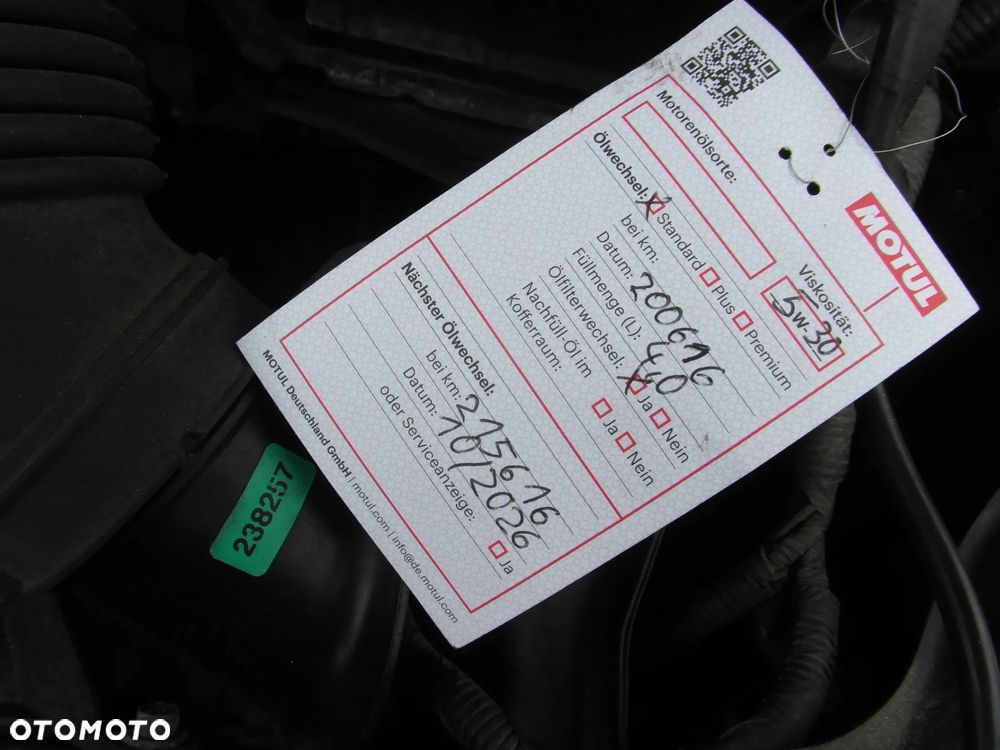 MOTUL
Motorenölsorte:
Viskosität:
5W-30
Ölwechsel: X Standard Plus Premium
bei km: 200616
Datum:
Füllmenge (L): 4,0
Ölfilterwechsel: X Ja Nein
Nachfüll-Öl im
Kofferraum: Ja Nein
Nächster Ölwechsel:
bei km: 215616
Datum: 10/2026
oder Serviceanzeige: Ja
MOTUL Deutschland GmbH | motul.com | info@de.motul.com
238257
OTOMOTO